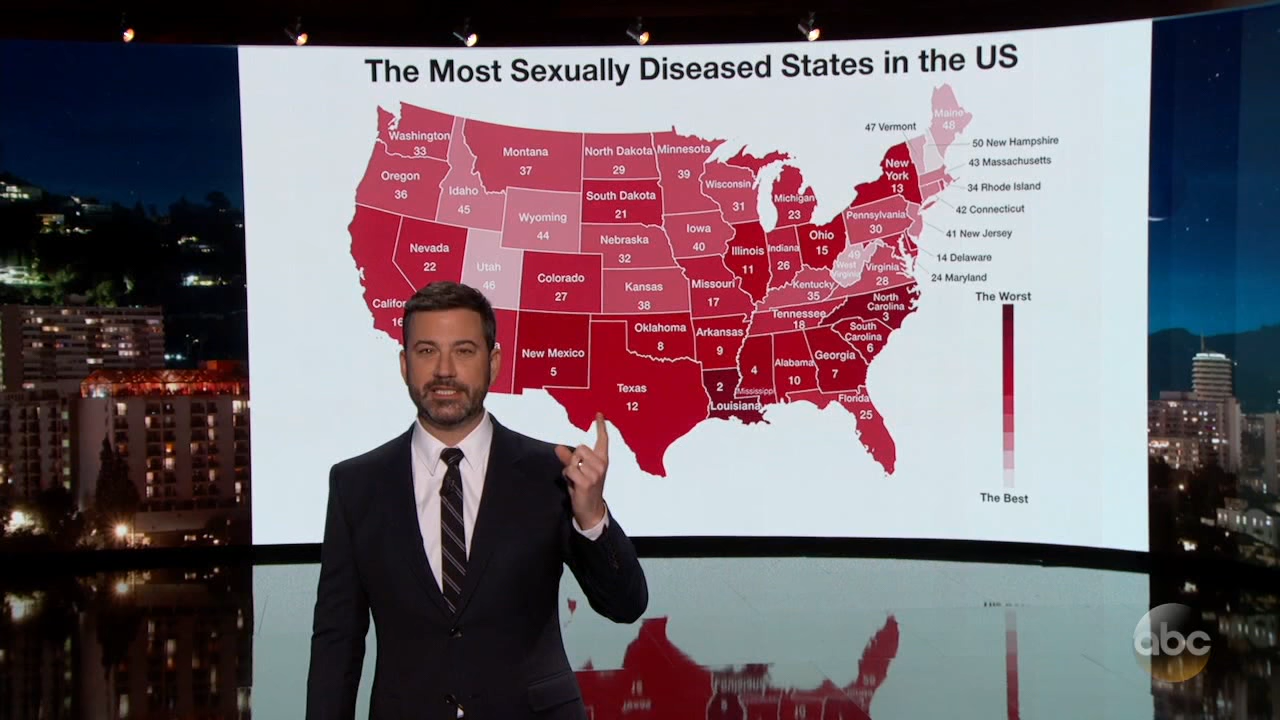 The Most Sexually Diseased States in the US
Washington
33
Oregon
36
Idaho
45
Montana
37
North Dakota
29
Minnesota
39
Wisconsin
31
Michigan
23
New
York
13
Maine
48
47 Vermont
50 New Hampshire
43 Massachusetts
34 Rhode Island
42 Connecticut
41 New Jersey
14 Delaware
24 Maryland
South Dakota
21
Wyoming
44
Nevada
22
Utah
46
Colorado
27
Nebraska
32
Iowa
40
Illinois
11
Indiana
26
Ohio
15
Pennsylvania
30
49
West
Virginia
Virginia
28
Kansas
38
Missouri
17
Kentucky
35
Tennessee
18
North
Carolina
3
South
Carolina
6
Califor
16
New Mexico
5
Oklahoma
8
Arkansas
9
Texas
12
2
Louisiana
4
Mississippi
Alabama
10
Georgia
7
Florida
25
The Worst
The Best
abc